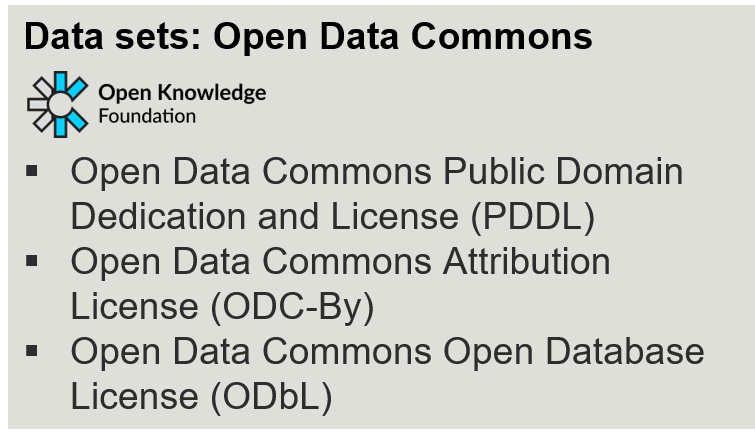 Data sets: Open Data Commons
Open Knowledge
Foundation
▪ Open Data Commons Public Domain
Dedication and License (PDDL)
▪ Open Data Commons Attribution
License (ODC-By)
▪ Open Data Commons Open Database
License (ODbL)